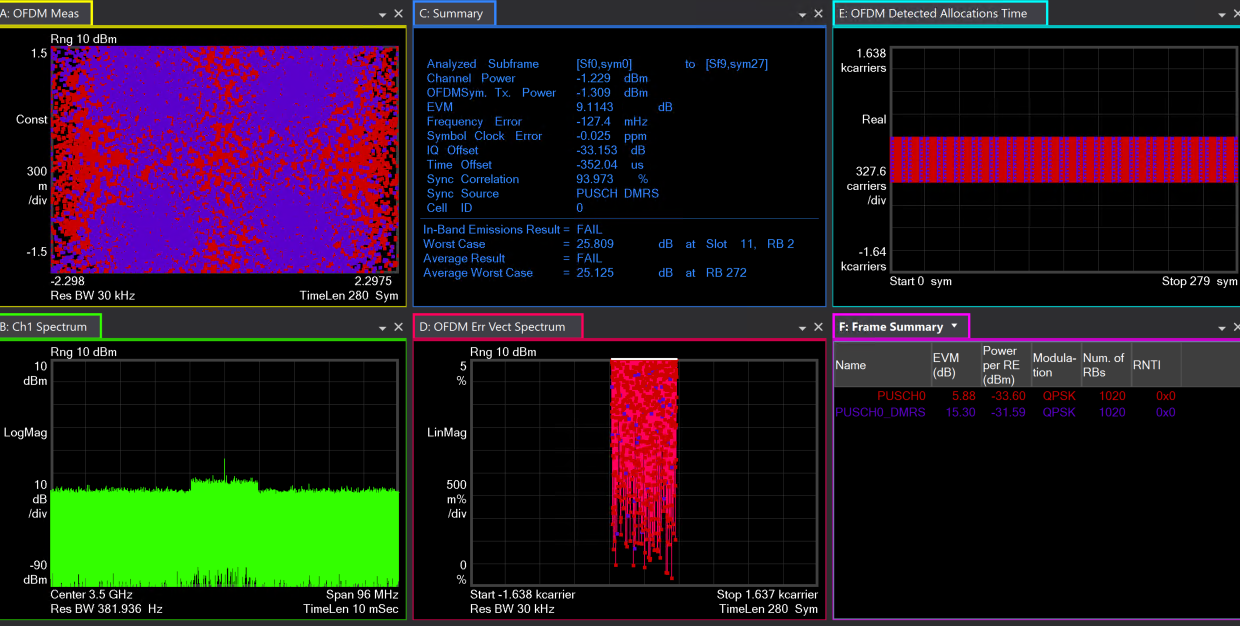 A: OFDM Meas
Rng 10 dBm
1.5
Const
300
m
/div
-1.5
-2.298 2.2975
Res BW 30 kHz TimeLen 280 Sym
C: Summary
Analyzed Subframe [Sf0,sym0] to [Sf9,sym27]
Channel Power -1.229 dBm
OFDMSym. Tx. Power -1.309 dBm
EVM 9.1143 dB
Frequency Error -127.4 mHz
Symbol Clock Error -0.025 ppm
IQ Offset -33.153 dB
Time Offset -352.04 us
Sync Correlation 93.973 %
Sync Source PUSCH DMRS
Cell ID 0
In-Band Emissions Result = FAIL
Worst Case = 25.809 dB at Slot 11, RB 2
Average Result = FAIL
Average Worst Case = 25.125 dB at RB 272
E: OFDM Detected Allocations Time
1.638
kcarriers
Real
327.6
carriers
/div
-1.64
kcarriers
Start 0 sym Stop 279 sym
B: Ch1 Spectrum
Rng 10 dBm
10
dBm
LogMag
10
dB
/div
-90
dBm
Center 3.5 GHz Span 96 MHz
Res BW 381.936 Hz TimeLen 10 mSec
D: OFDM Err Vect Spectrum
Rng 10 dBm
5
%
LinMag
500
m%
/div
0
%
Start -1.638 kcarrier Stop 1.637 kcarrier
Res BW 30 kHz TimeLen 280 Sym
F: Frame Summary
Name EVM (dB) Power per RE (dBm) Modula-tion Num. of RBs RNTI
PUSCH0 5.88 -33.60 QPSK 1020 0x0
PUSCH0_DMRS 15.30 -31.59 QPSK 1020 0x0